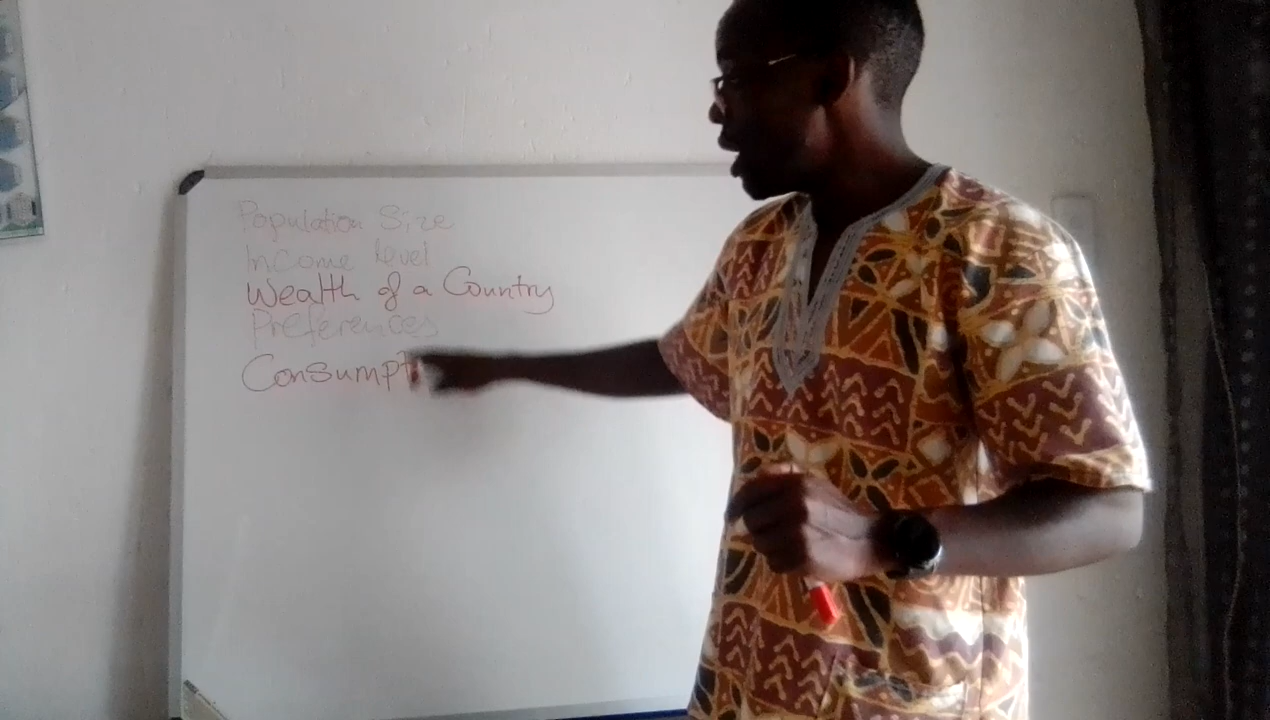 Population Size
Income level
Wealth of a Country
Preferences
Consumpt